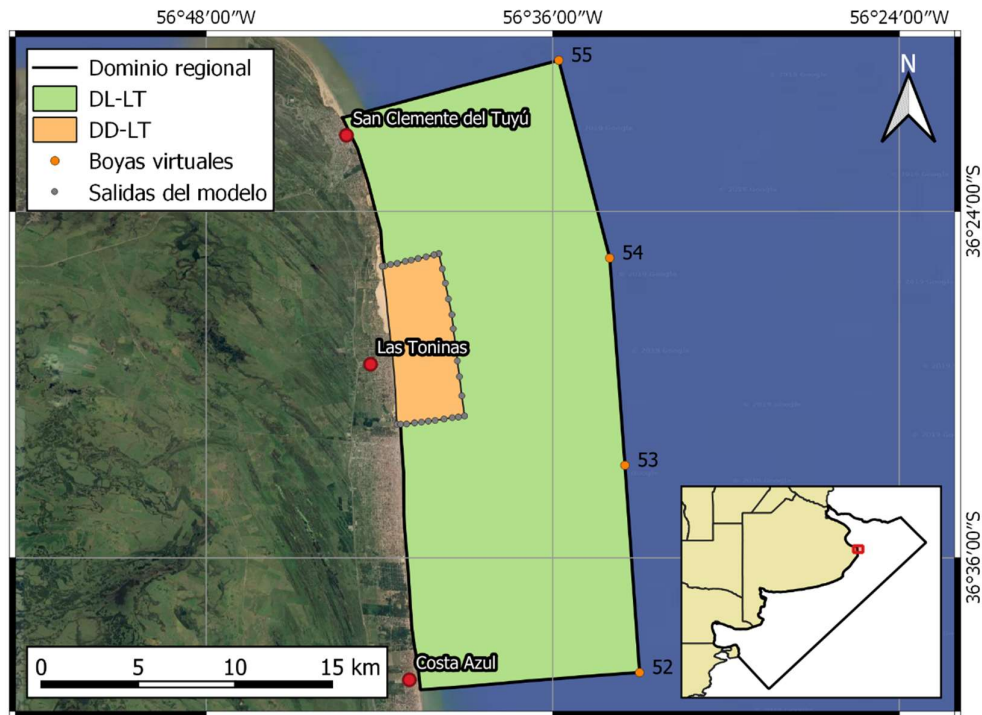 56°48'00"W
56°36'00"W
56°24'00"W
Dominio regional
DL-LT
DD-LT
Boyas virtuales
Salidas del modelo
55
N
San Clemente del Tuyú
36°24'00"S
54
Las Toninas
53
36°36'00"S
0 5 10 15 km
Costa Azul
52